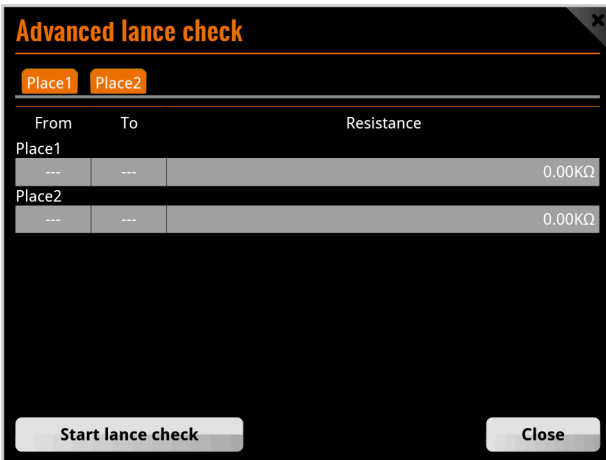 Advanced lance check
Place1 Place2
From To Resistance
Place1
--- --- 0.00KΩ
Place2
--- --- 0.00KΩ
Start lance check Close